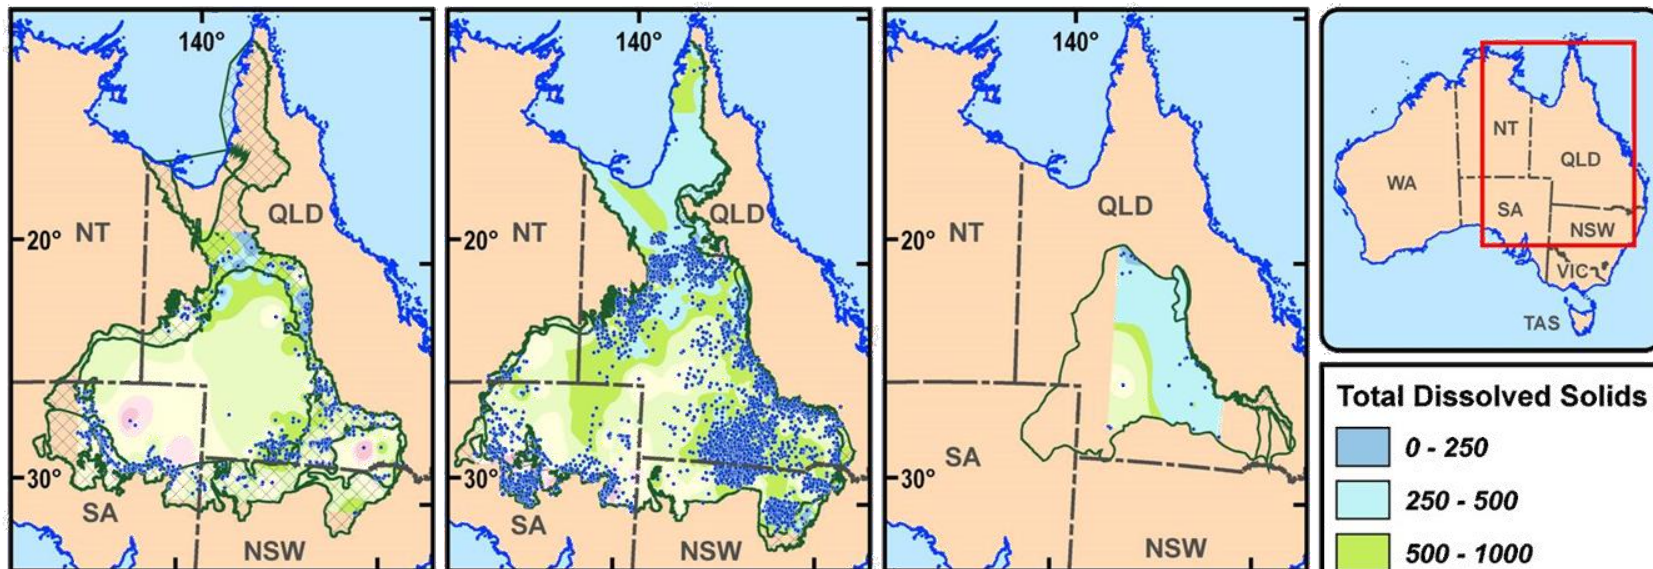 140°
NT
QLD
20°
30°
SA
NSW
140°
NT
QLD
20°
30°
SA
NSW
140°
NT
QLD
20°
30°
SA
NSW
WA
NT
QLD
SA
NSW
VIC
TAS
Total Dissolved Solids
0 - 250
250 - 500
500 - 1000